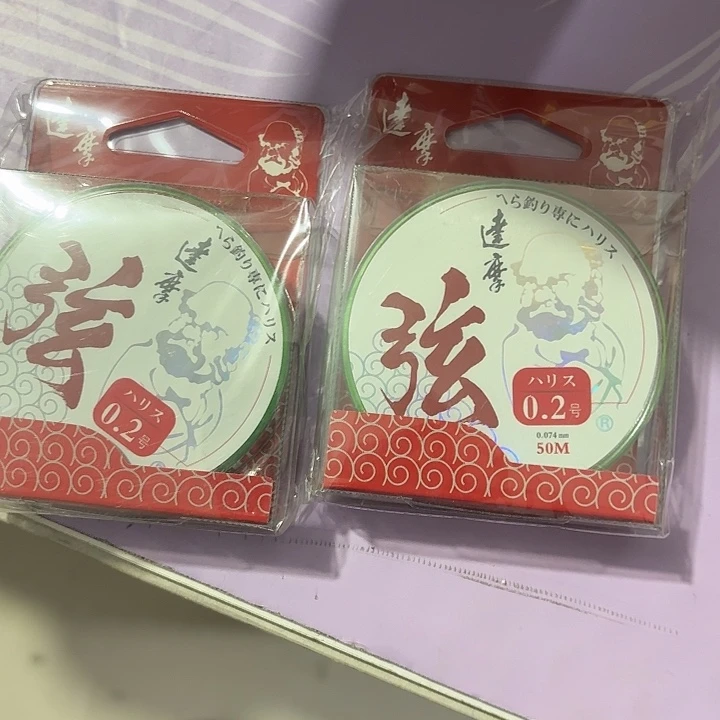 達摩
へら釣り専にハリス
達摩
弦
ハリス
0.2号
達摩
へら釣り専にハリス
達摩
弦
ハリス
0.2号
®
0.074mm
50M